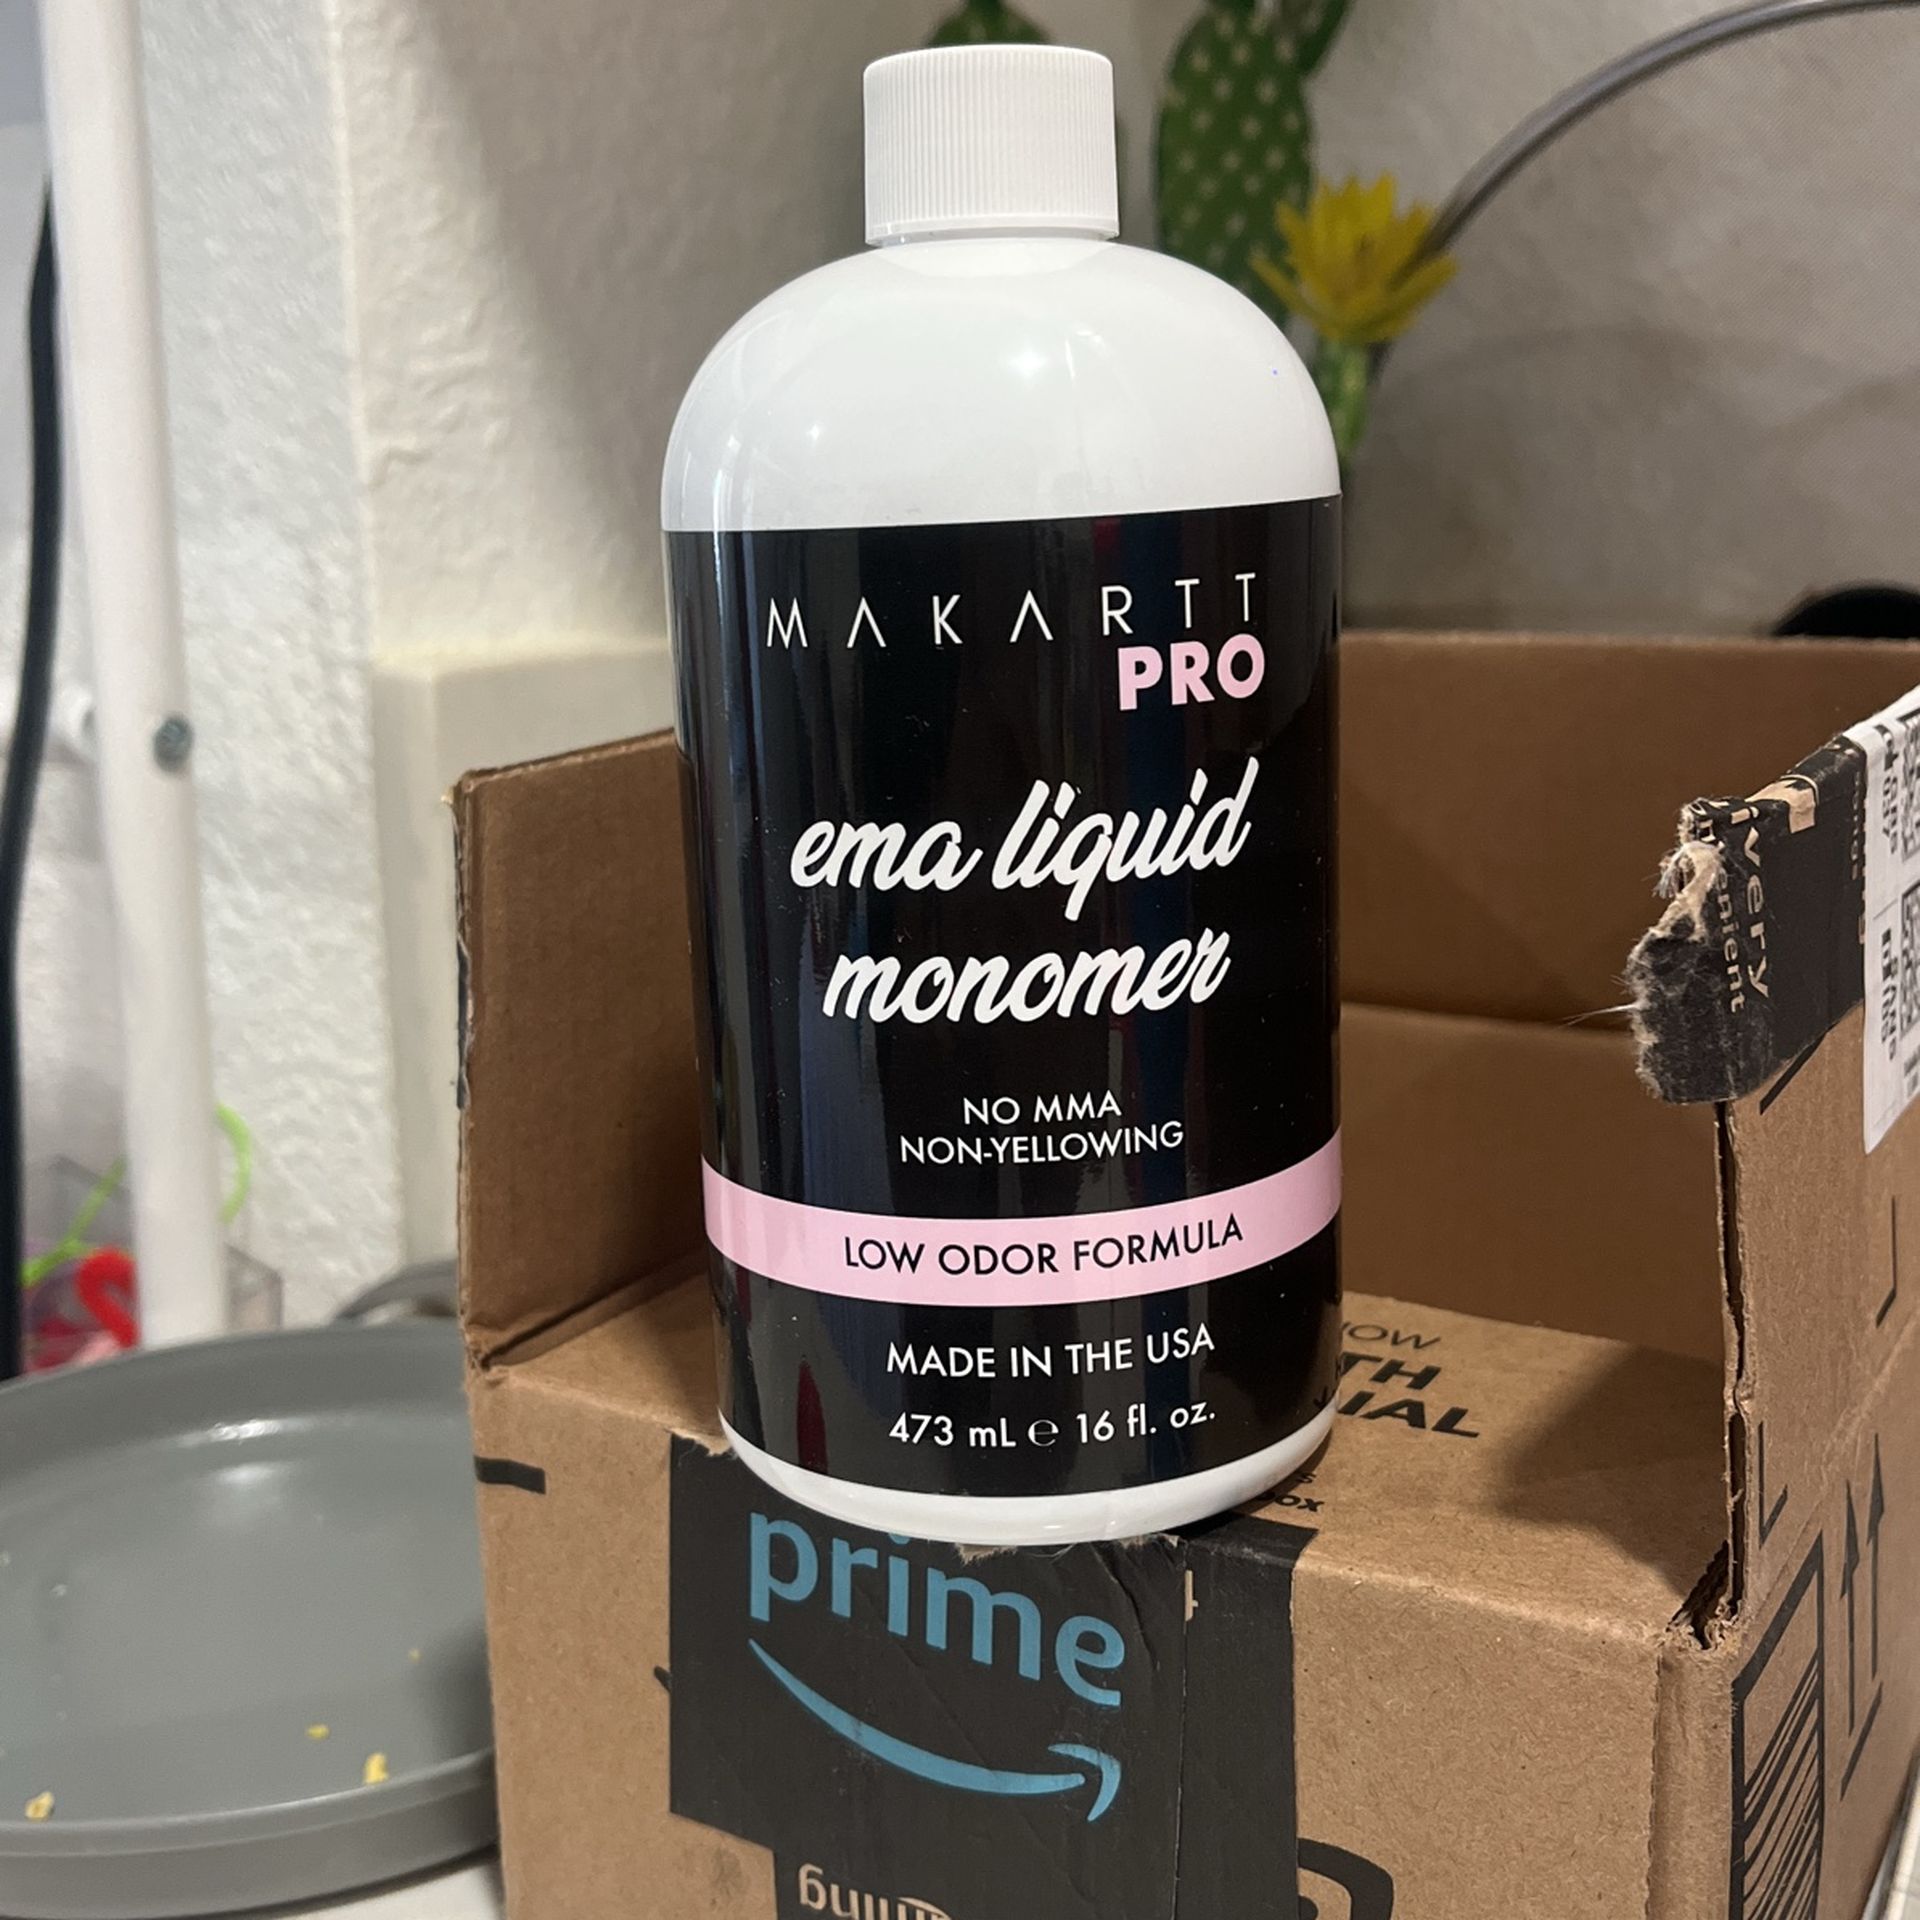 MAKARTT
PRO
ema liquid
monomer
NO MMA
NON-YELLOWING
LOW ODOR FORMULA
MADE IN THE USA
473 mL ℮ 16 fl. oz.
prime